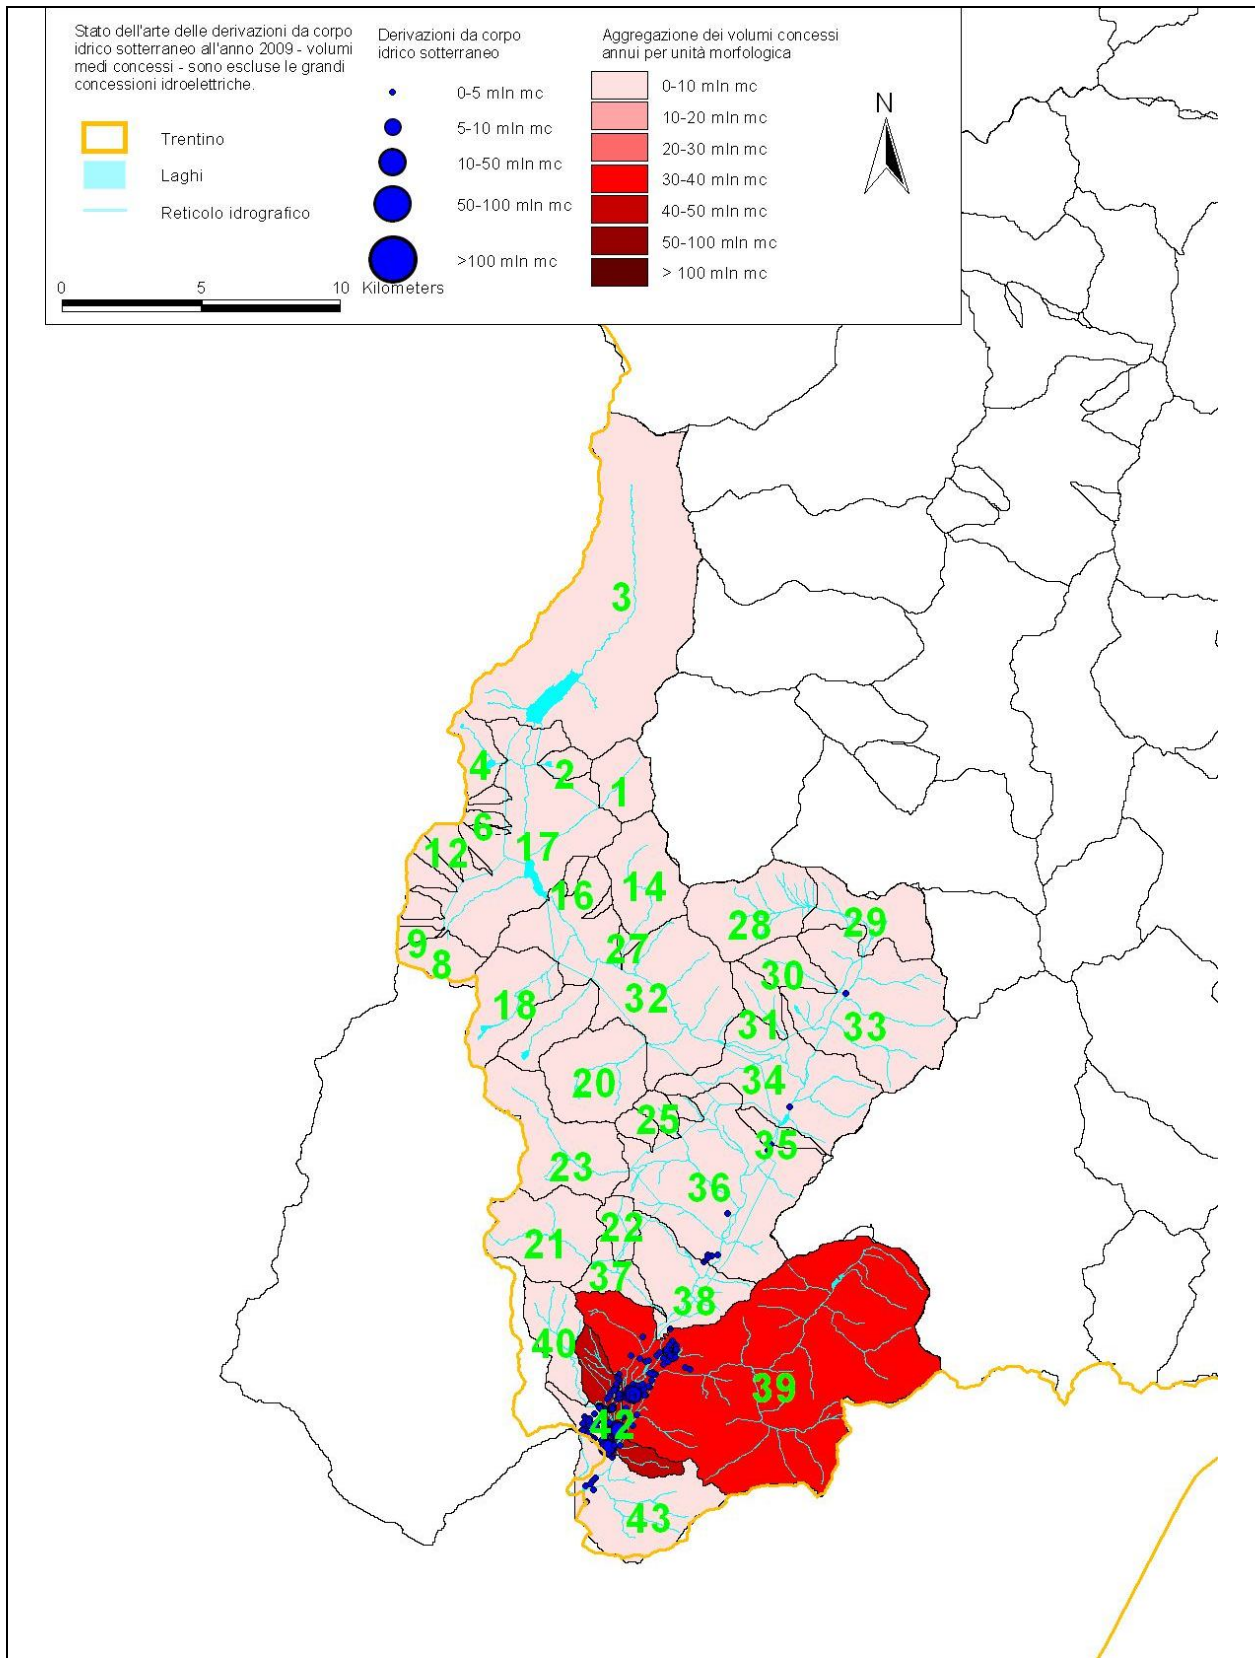 Stato dell'arte delle derivazioni da corpo
idrico sotterraneo all'anno 2009 - volumi
medi concessi - sono escluse le grandi
concessioni idroelettriche.
Trentino
Laghi
Reticolo idrografico
0
5
10
Kilometers
Derivazioni da corpo
idrico sotterraneo
0-5 mln mc
5-10 mln mc
10-50 mln mc
50-100 mln mc
>100 mln mc
Aggregazione dei volumi concessi
annui per unità morfologica
0-10 mln mc
10-20 mln mc
20-30 mln mc
30-40 mln mc
40-50 mln mc
50-100 mln mc
> 100 mln mc
N
3
4
2
1
6
12
17
16
14
28
29
9
8
27
30
18
32
31
33
20
34
25
35
23
36
22
21
37
38
40
39
42
43